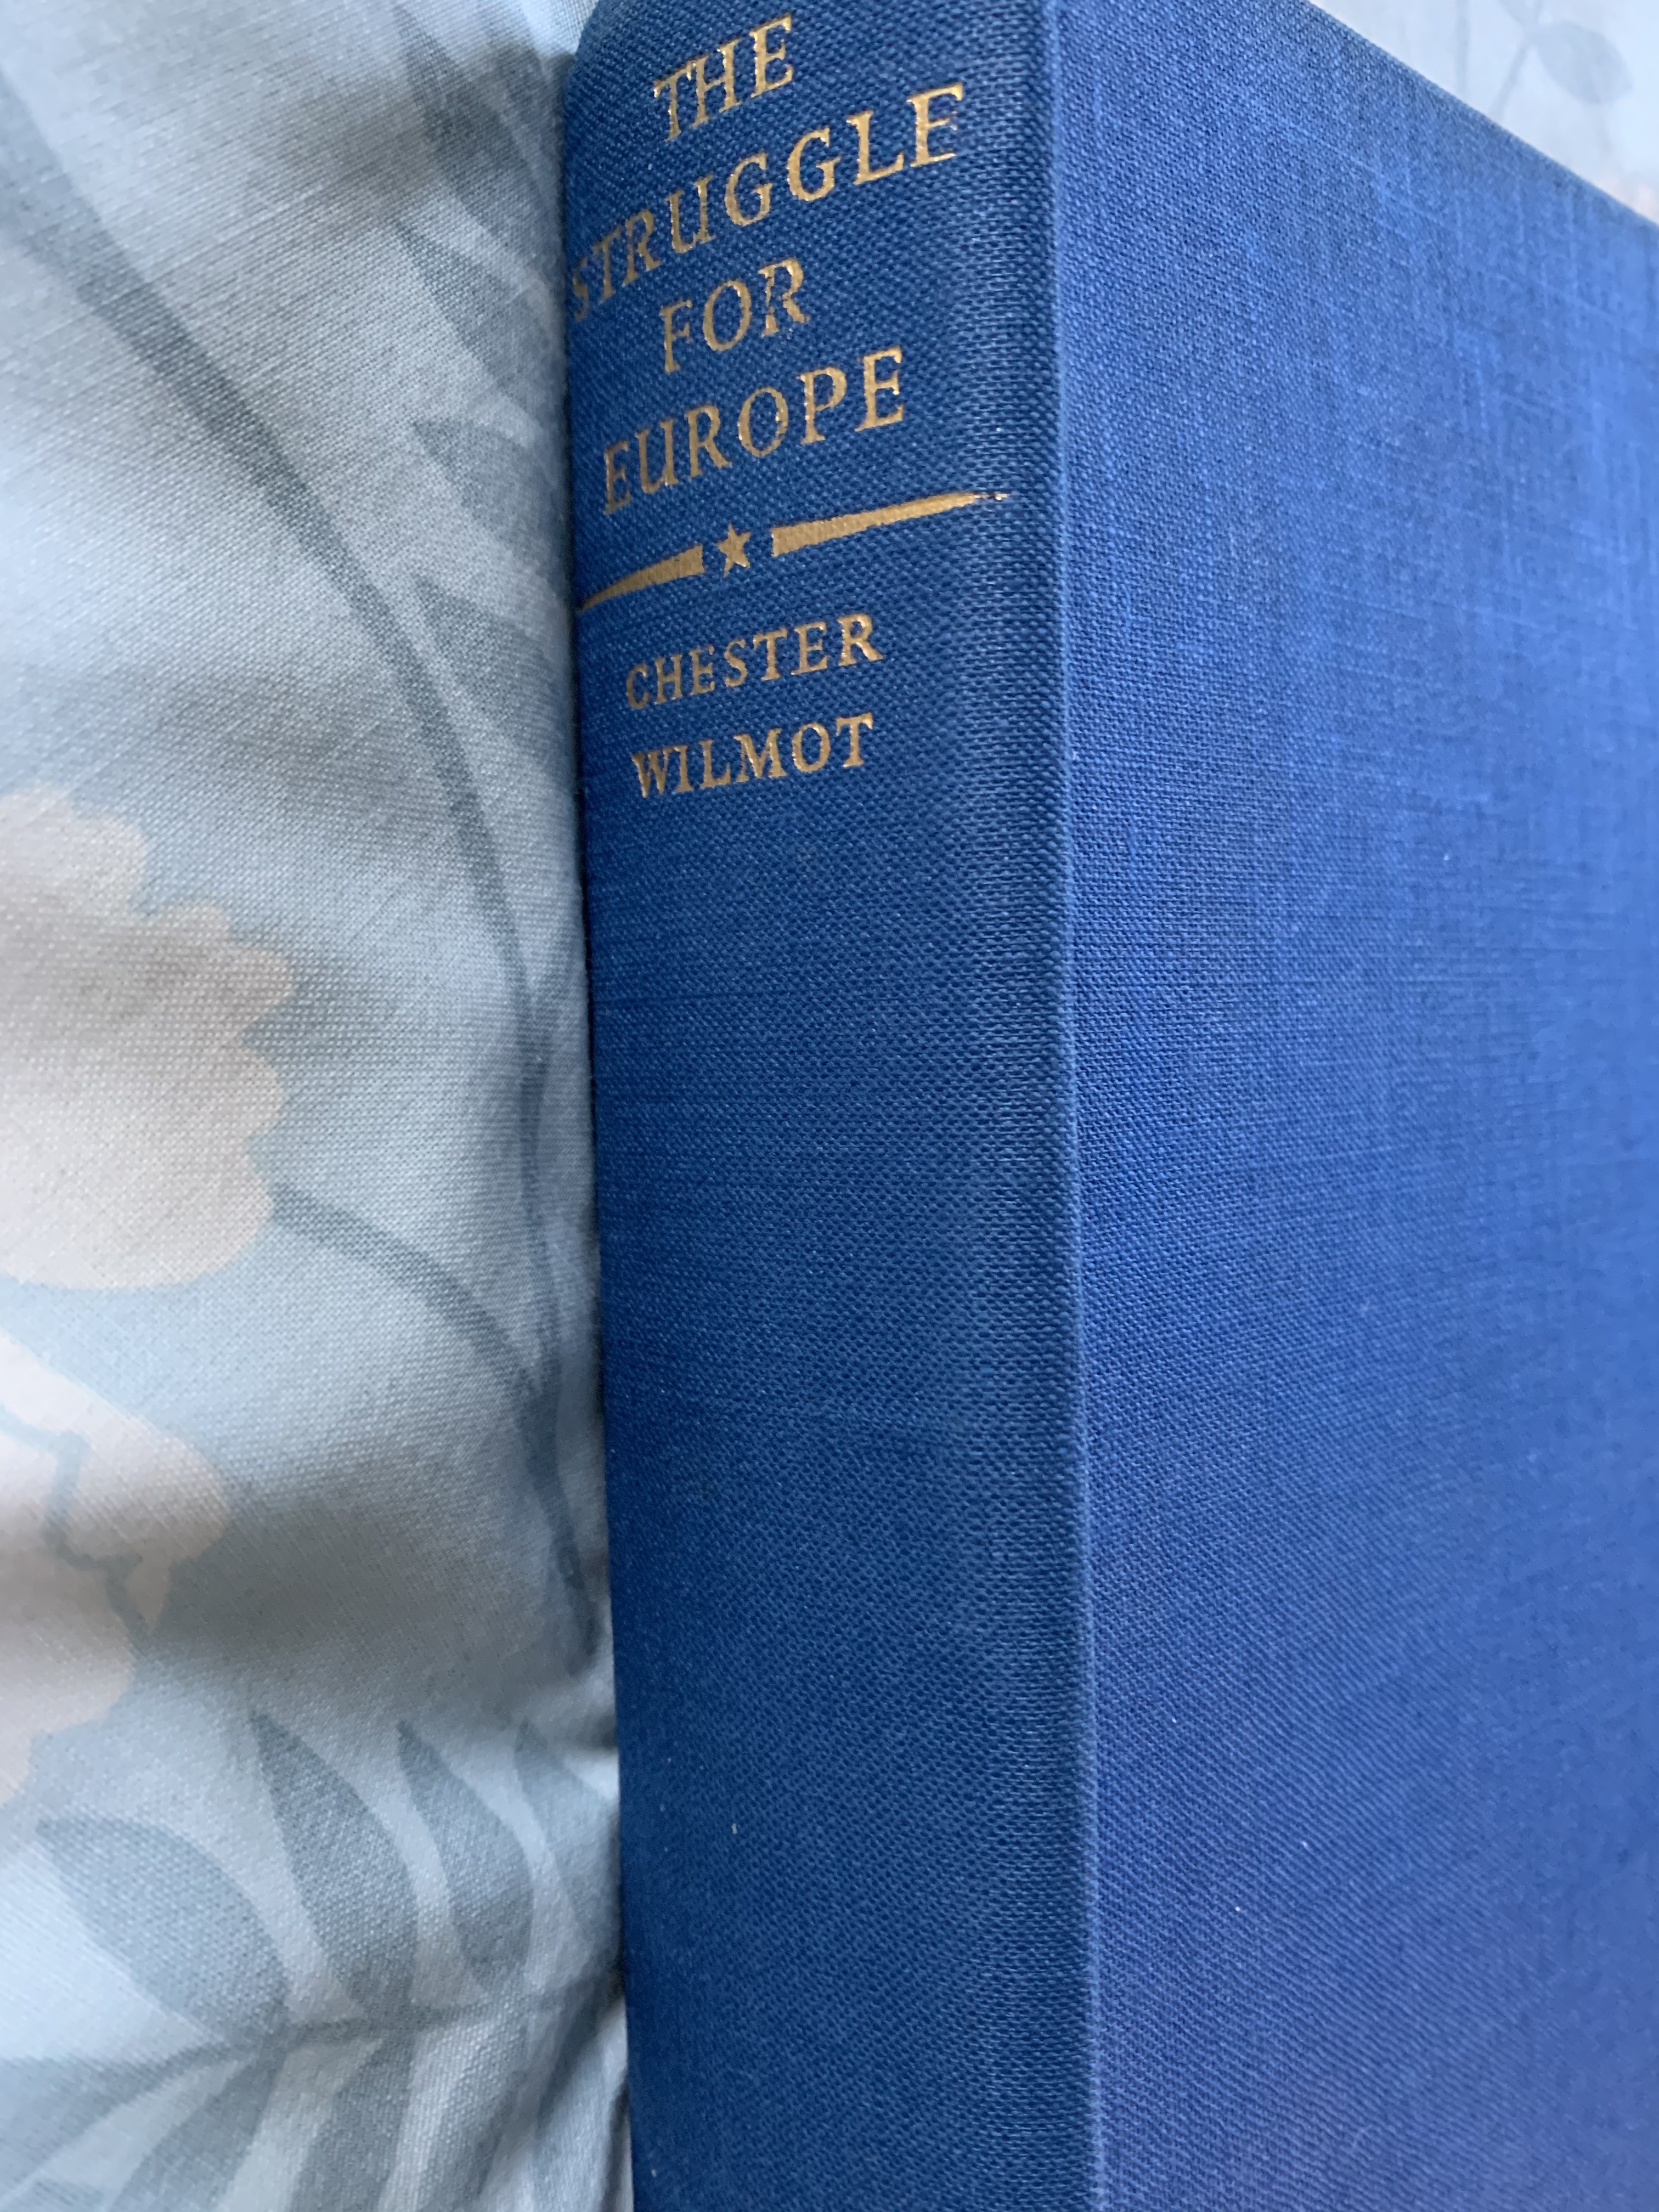 THE
STRUGGLE
FOR
EUROPE
CHESTER
WILMOT